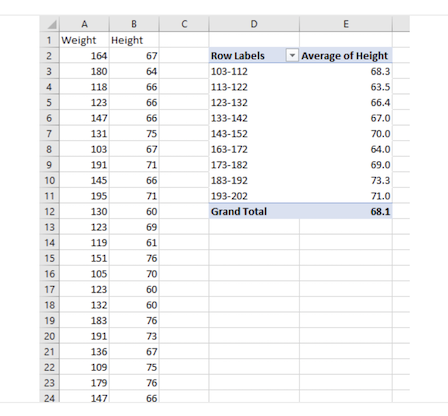 A B C D E
1 Weight Height
2 164 67 Row Labels Average of Height
3 180 64 103-112 68.3
4 118 66 113-122 63.5
5 123 66 123-132 66.4
6 147 66 133-142 67.0
7 131 75 143-152 70.0
8 103 67 163-172 64.0
9 191 71 173-182 69.0
10 145 66 183-192 73.3
11 195 71 193-202 71.0
12 130 60 Grand Total 68.1
13 123 69
14 119 61
15 151 76
16 105 70
17 123 60
18 132 60
19 183 76
20 191 73
21 136 67
22 109 75
23 179 76
24 147 66